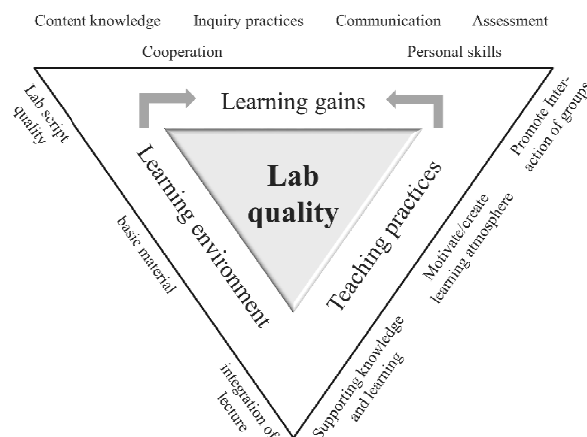 Content knowledge Inquiry practices Communication Assessment
Cooperation Personal skills
Learning gains
Lab
quality
Learning environment
Teaching practices
Lab script
quality
basic material
integration of
lecture
Promote Inter-
action of groups
Motivate/create
learning atmosphere
Supporting knowledge
and learning